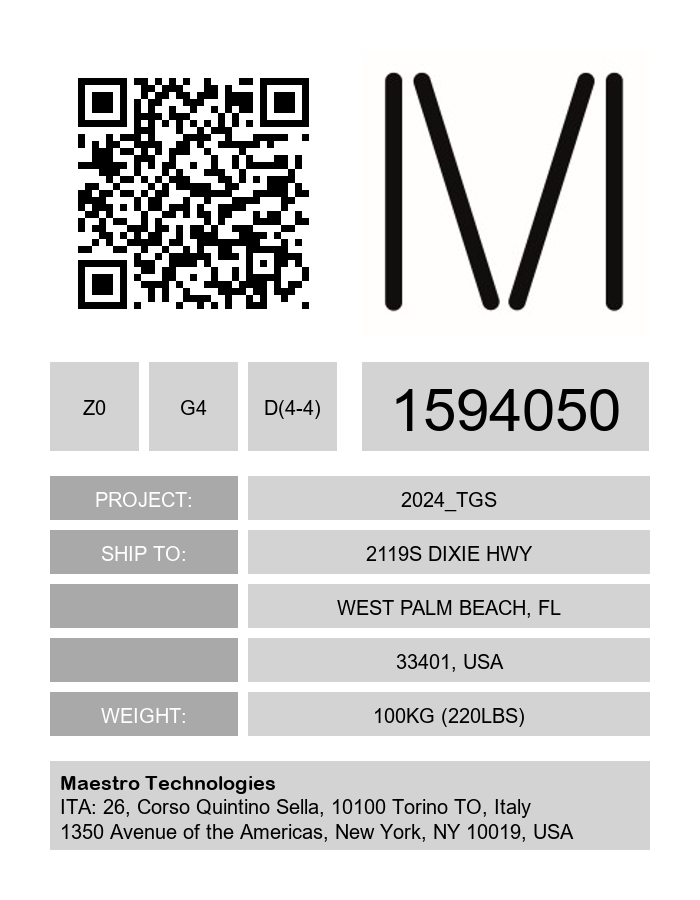 M
Z0 G4 D(4-4) 1594050
PROJECT: 2024_TGS
SHIP TO: 2119S DIXIE HWY
WEST PALM BEACH, FL
33401, USA
WEIGHT: 100KG (220LBS)
Maestro Technologies
ITA: 26, Corso Quintino Sella, 10100 Torino TO, Italy
1350 Avenue of the Americas, New York, NY 10019, USA